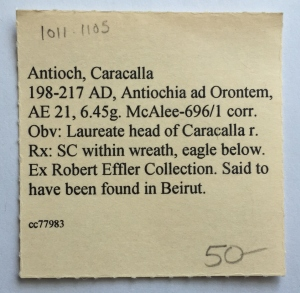 1011-1105
Antioch, Caracalla
198-217 AD, Antiochia ad Orontem,
AE 21, 6.45g. McAlee-696/1 corr.
Obv: Laureate head of Caracalla r.
Rx: SC within wreath, eagle below.
Ex Robert Effler Collection. Said to
have been found in Beirut.
cc77983
50-